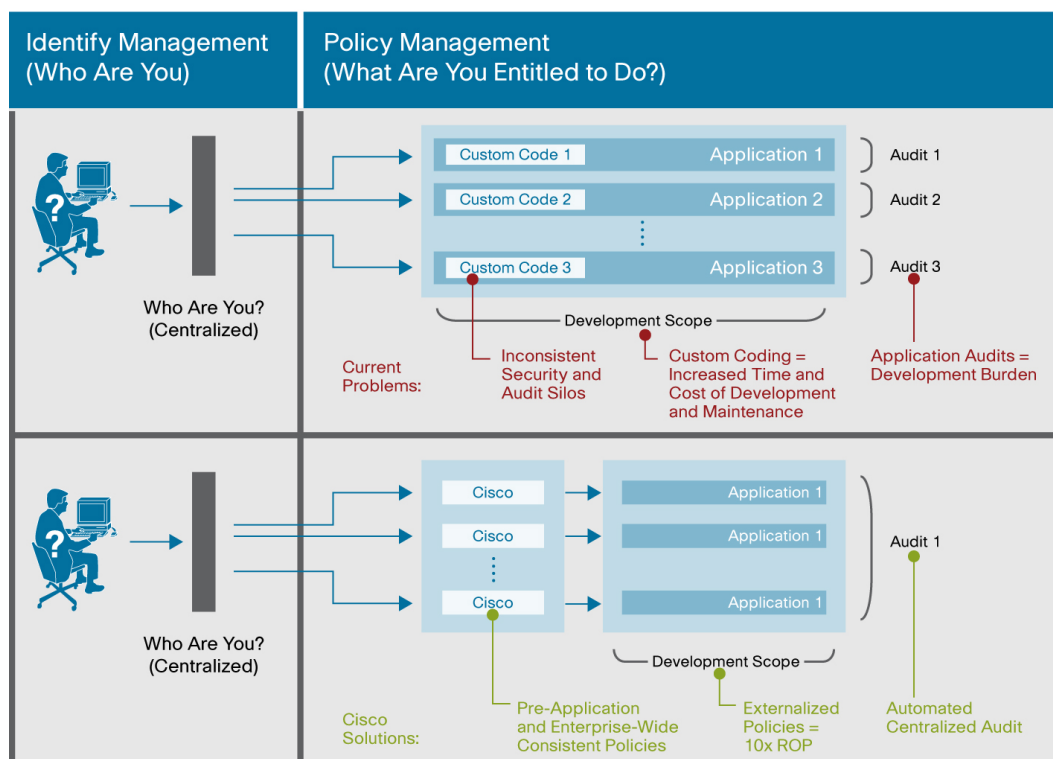 Identify Management
(Who Are You)
Policy Management
(What Are You Entitled to Do?)
?
Who Are You?
(Centralized)
Custom Code 1
Application 1
Audit 1
Custom Code 2
Application 2
Audit 2
Custom Code 3
Application 3
Audit 3
Development Scope
Current
Problems:
Inconsistent
Security and
Audit Silos
Custom Coding =
Increased Time and
Cost of Development
and Maintenance
Application Audits =
Development Burden
?
Who Are You?
(Centralized)
Cisco
Application 1
Cisco
Application 1
Audit 1
Cisco
Application 1
Development Scope
Cisco
Solutions:
Pre-Application
and Enterprise-Wide
Consistent Policies
Externalized
Policies =
10x ROP
Automated
Centralized Audit